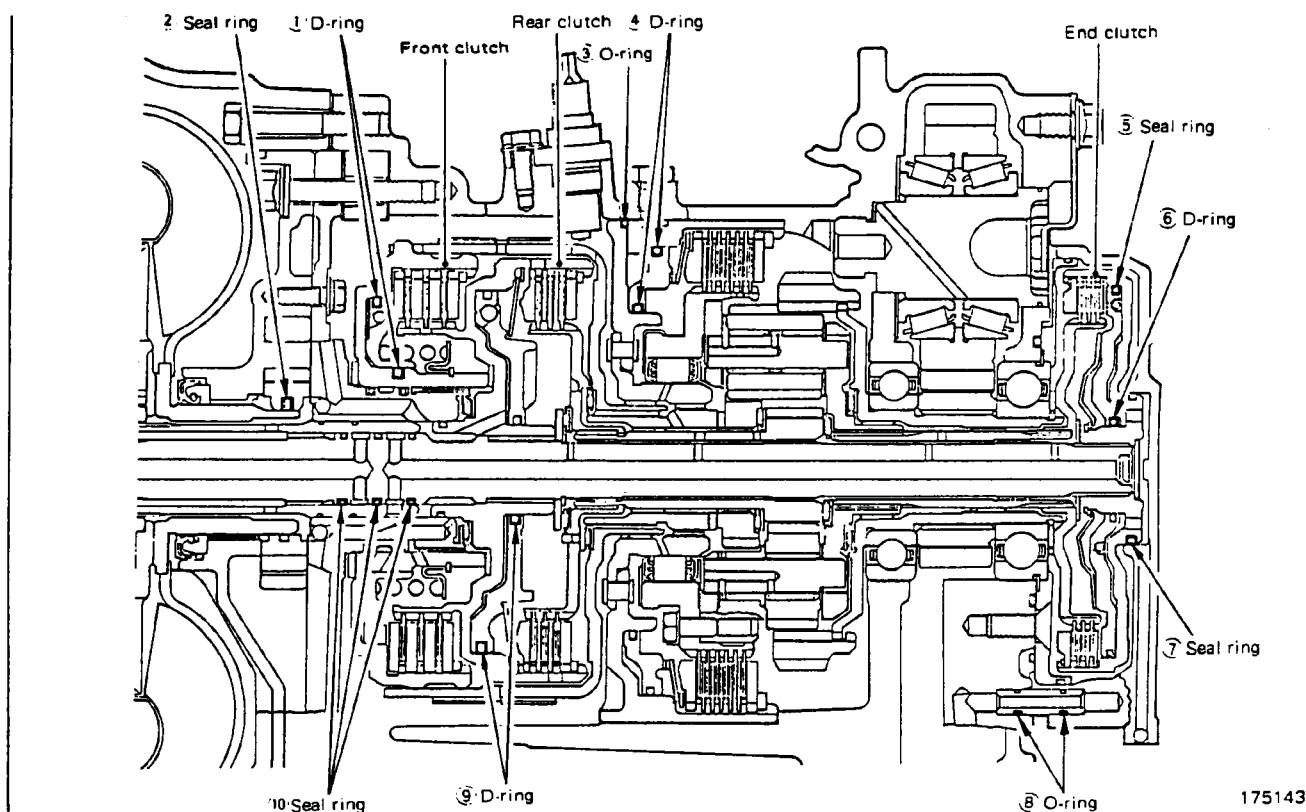 2 Seal ring
① D-ring
Front clutch
Rear clutch
③ O-ring
④ D-ring
End clutch
⑤ Seal ring
⑥ D-ring
⑦ Seal ring
10 Seal ring
⑨ D-ring
⑧ O-ring
175143